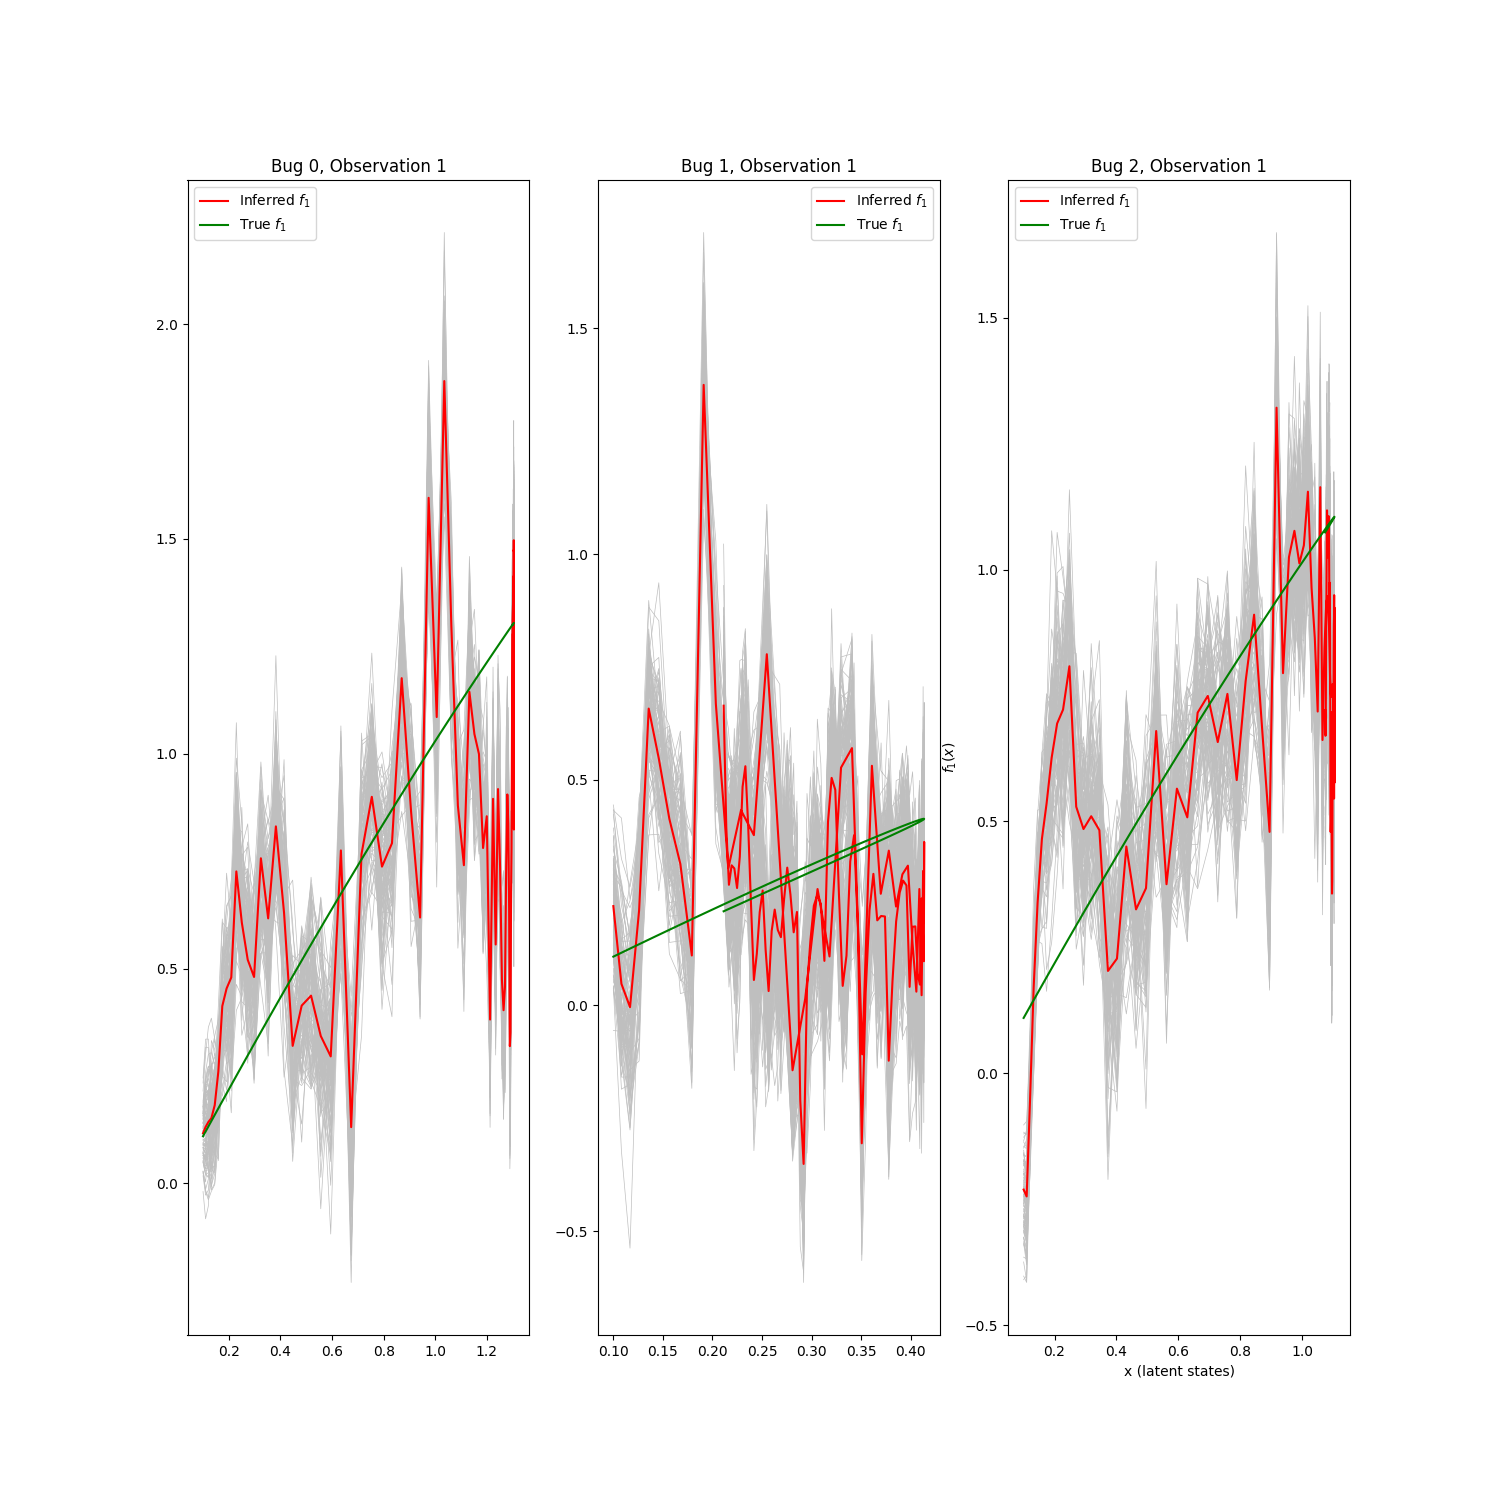 Bug 0, Observation 1
Inferred f₁
True f₁
2.0
1.5
1.0
0.5
0.0
0.2 0.4 0.6 0.8 1.0 1.2
Bug 1, Observation 1
Inferred f₁
True f₁
1.5
1.0
0.5
0.0
−0.5
0.10 0.15 0.20 0.25 0.30 0.35 0.40
Bug 2, Observation 1
Inferred f₁
True f₁
f₁(x)
1.5
1.0
0.5
0.0
−0.5
0.2 0.4 0.6 0.8 1.0
x (latent states)